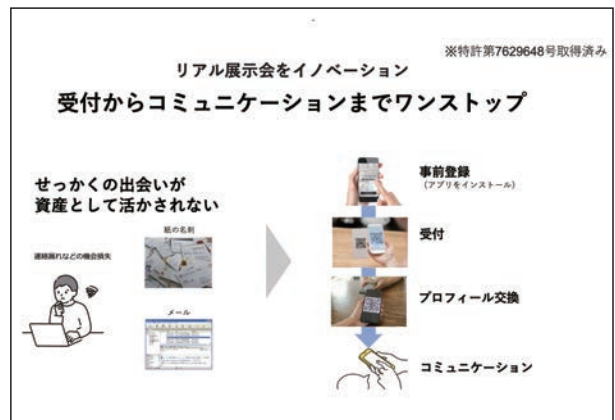 ※特許第7629648号取得済み
リアル展示会をイノベーション
受付からコミュニケーションまでワンストップ
せっかくの出会いが
資産として活かされない
連絡漏れなどの機会損失
紙の名刺
メール
事前登録
（アプリをインストール）
受付
プロフィール交換
コミュニケーション